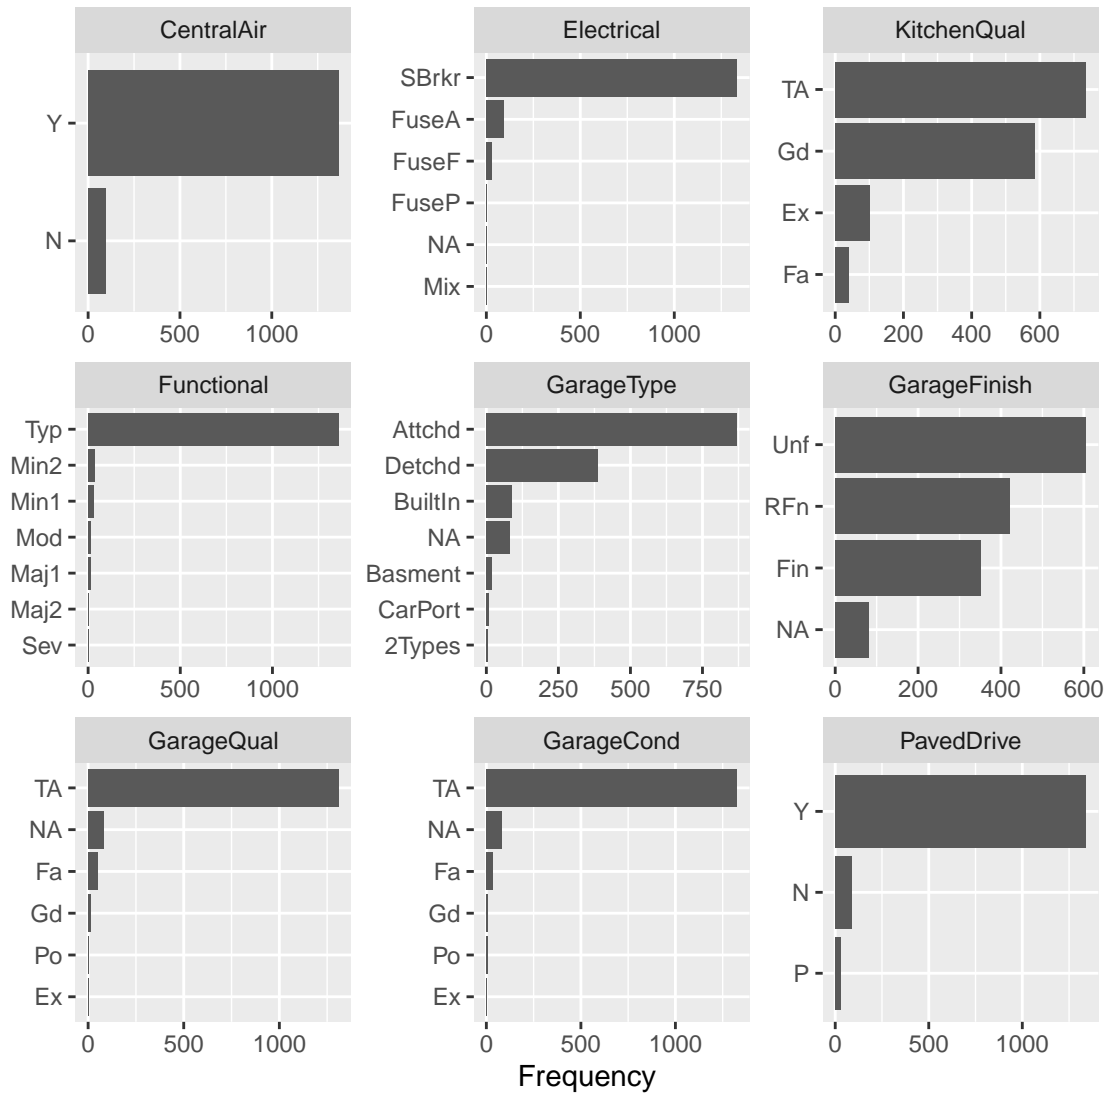 CentralAir
Y
N
0 500 1000
Electrical
SBrkr
FuseA
FuseF
FuseP
NA
Mix
0 500 1000
KitchenQual
TA
Gd
Ex
Fa
0 200 400 600
Functional
Typ
Min2
Min1
Mod
Maj1
Maj2
Sev
0 500 1000
GarageType
Attchd
Detchd
BuiltIn
NA
Basment
CarPort
2Types
0 250 500 750
GarageFinish
Unf
RFn
Fin
NA
0 200 400 600
GarageQual
TA
NA
Fa
Gd
Po
Ex
0 500 1000
GarageCond
TA
NA
Fa
Gd
Po
Ex
0 500 1000
PavedDrive
Y
N
P
0 500 1000
Frequency